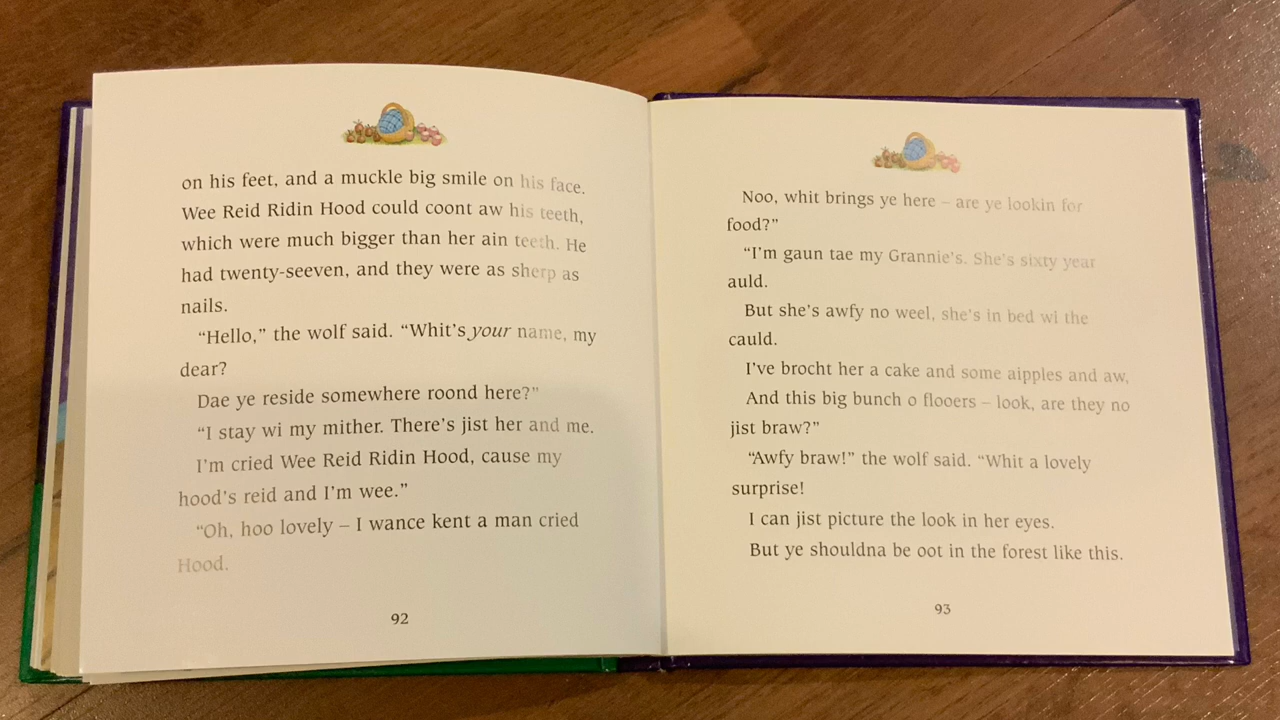 on his feet, and a muckle big smile on his face.
Wee Reid Ridin Hood could coont aw his teeth,
which were much bigger than her ain teeth. He
had twenty-seeven, and they were as sherp as
nails.
“Hello,” the wolf said. “Whit’s your name, my
dear?
Dae ye reside somewhere roond here?”
“I stay wi my mither. There’s jist her and me.
I’m cried Wee Reid Ridin Hood, cause my
hood’s reid and I’m wee.”
“Oh, hoo lovely – I wance kent a man cried
Hood.
92
Noo, whit brings ye here – are ye lookin for
food?”
“I’m gaun tae my Grannie’s. She’s sixty year
auld.
But she’s awfy no weel, she’s in bed wi the
cauld.
I’ve brocht her a cake and some aipples and aw,
And this big bunch o flooers – look, are they no
jist braw?”
“Awfy braw!” the wolf said. “Whit a lovely
surprise!
I can jist picture the look in her eyes.
But ye shouldna be oot in the forest like this.
93